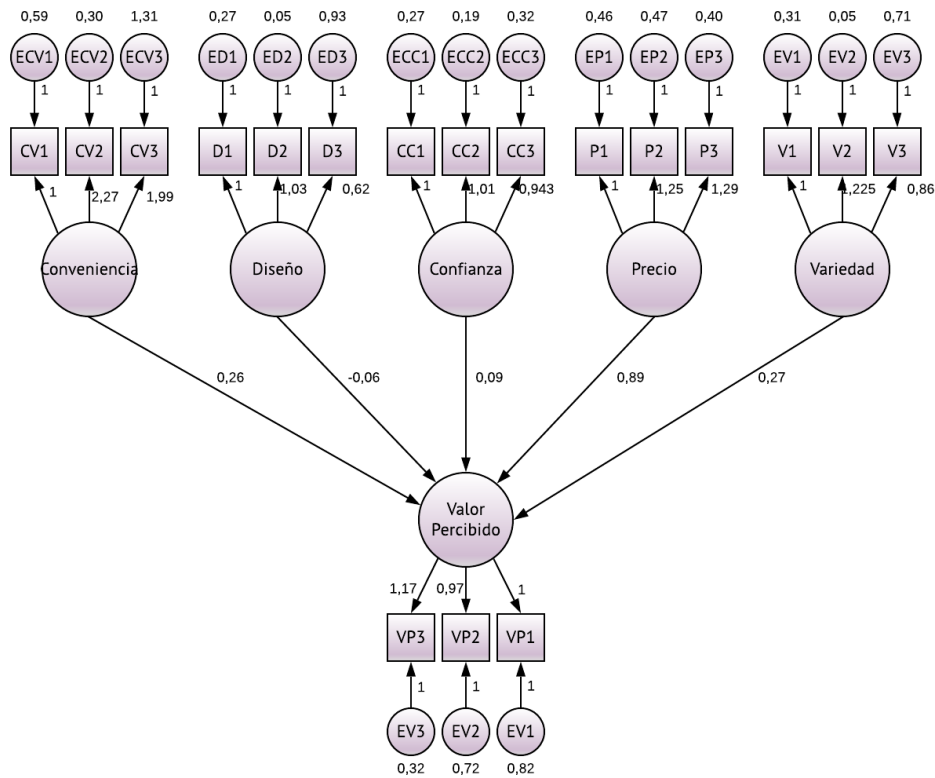 0,59 0,30 1,31 0,27 0,05 0,93 0,27 0,19 0,32 0,46 0,47 0,40 0,31 0,05 0,71
ECV1 ECV2 ECV3 ED1 ED2 ED3 ECC1 ECC2 ECC3 EP1 EP2 EP3 EV1 EV2 EV3
1 1 1 1 1 1 1 1 1 1 1 1 1 1 1
CV1 CV2 CV3 D1 D2 D3 CC1 CC2 CC3 P1 P2 P3 V1 V2 V3
1 2,27 1,99 1 1,03 0,62 1 1,01 0,943 1 1,25 1,29 1 1,225 0,86
Conveniencia Diseño Confianza Precio Variedad
0,26 -0,06 0,09 0,89 0,27
Valor
Percibido
1,17 0,97 1
VP3 VP2 VP1
1 1 1
EV3 EV2 EV1
0,32 0,72 0,82